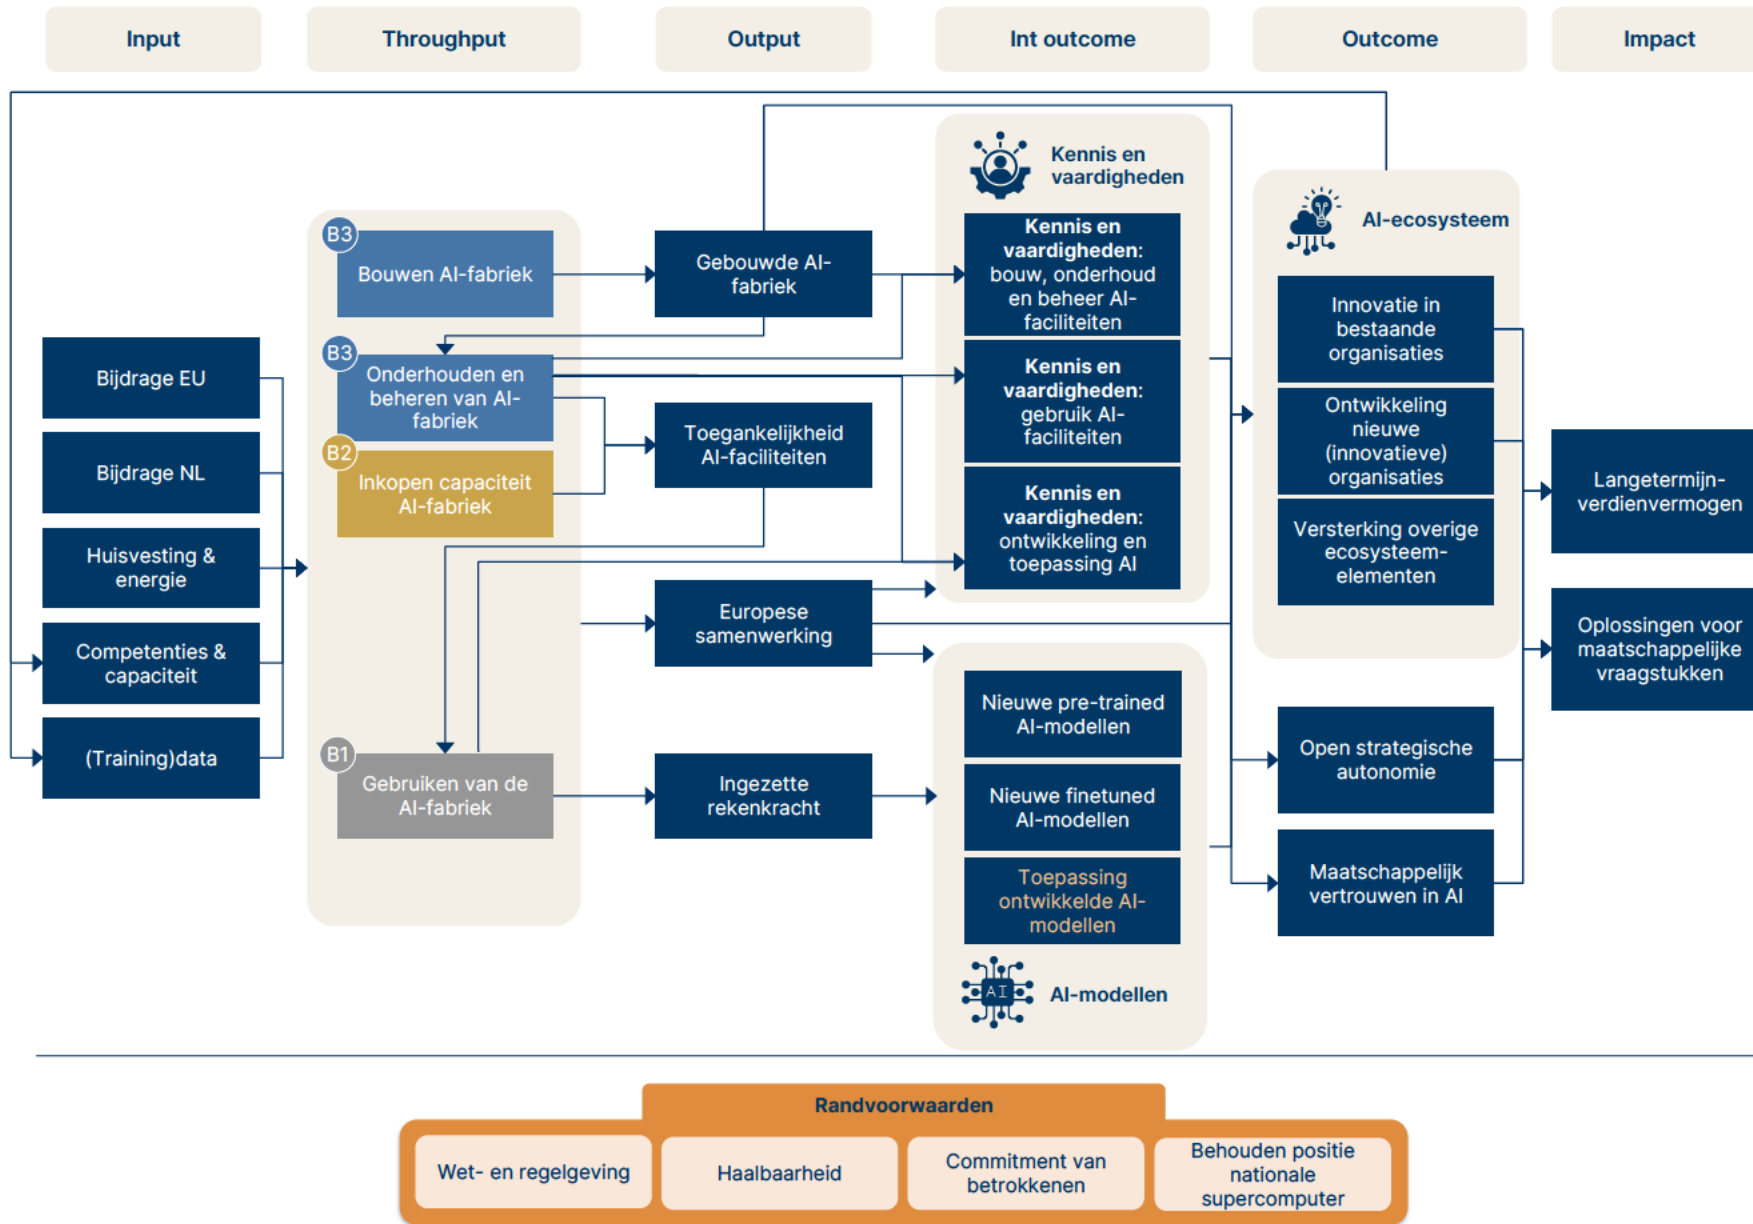 Input
Throughput
Output
Int outcome
Outcome
Impact
Bijdrage EU
Bijdrage NL
Huisvesting &
energie
Competenties &
capaciteit
(Training)data
B3
Bouwen AI-fabriek
B3
Onderhouden en
beheren van AI-
fabriek
B2
Inkopen capaciteit
AI-fabriek
B1
Gebruiken van de
AI-fabriek
Gebouwde AI-
fabriek
Toegankelijkheid
AI-faciliteiten
Europese
samenwerking
Ingezette
rekenkracht
Kennis en
vaardigheden
Kennis en
vaardigheden:
bouw, onderhoud
en beheer AI-
faciliteiten
Kennis en
vaardigheden:
gebruik AI-
faciliteiten
Kennis en
vaardigheden:
ontwikkeling en
toepassing AI
Nieuwe pre-trained
AI-modellen
Nieuwe finetuned
AI-modellen
Toepassing
ontwikkelde AI-
modellen
AI
AI-modellen
AI-ecosysteem
Innovatie in
bestaande
organisaties
Ontwikkeling
nieuwe
(innovatieve)
organisaties
Versterking overige
ecosysteem-
elementen
Open strategische
autonomie
Maatschappelijk
vertrouwen in AI
Langetermijn-
verdienvermogen
Oplossingen voor
maatschappelijke
vraagstukken
Randvoorwaarden
Wet- en regelgeving
Haalbaarheid
Commitment van
betrokkenen
Behouden positie
nationale
supercomputer